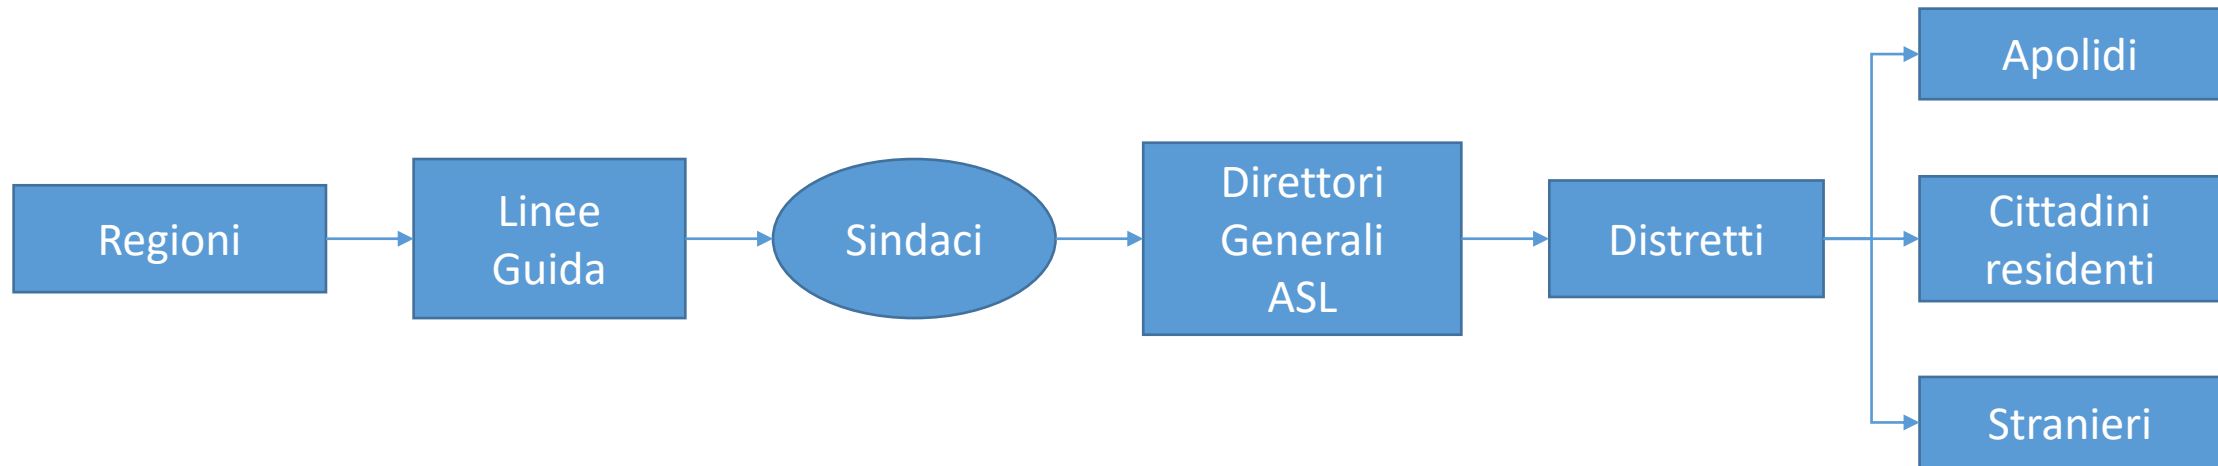 Regioni
Linee
Guida
Sindaci
Direttori
Generali
ASL
Distretti
Apolidi
Cittadini
residenti
Stranieri